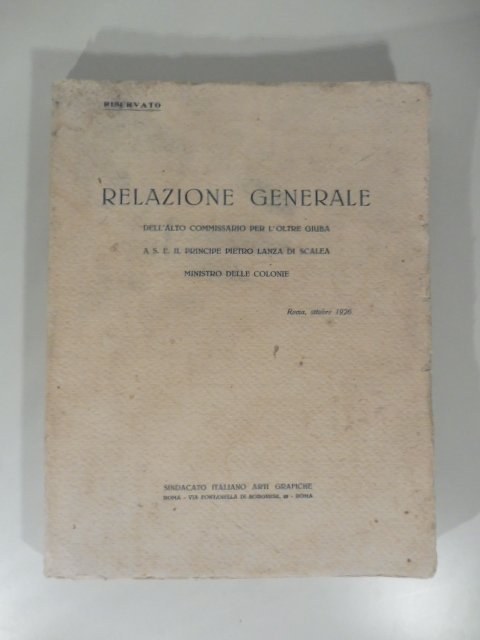 RISERVATO
RELAZIONE GENERALE
DELL'ALTO COMMISSARIO PER L'OLTRE GIUBA
A S. E. IL PRINCIPE PIETRO LANZA DI SCALEA
MINISTRO DELLE COLONIE
Roma, ottobre 1926
SINDACATO ITALIANO ARTI GRAFICHE
ROMA - VIA FONTANELLA DI BORGHESE, - ROMA